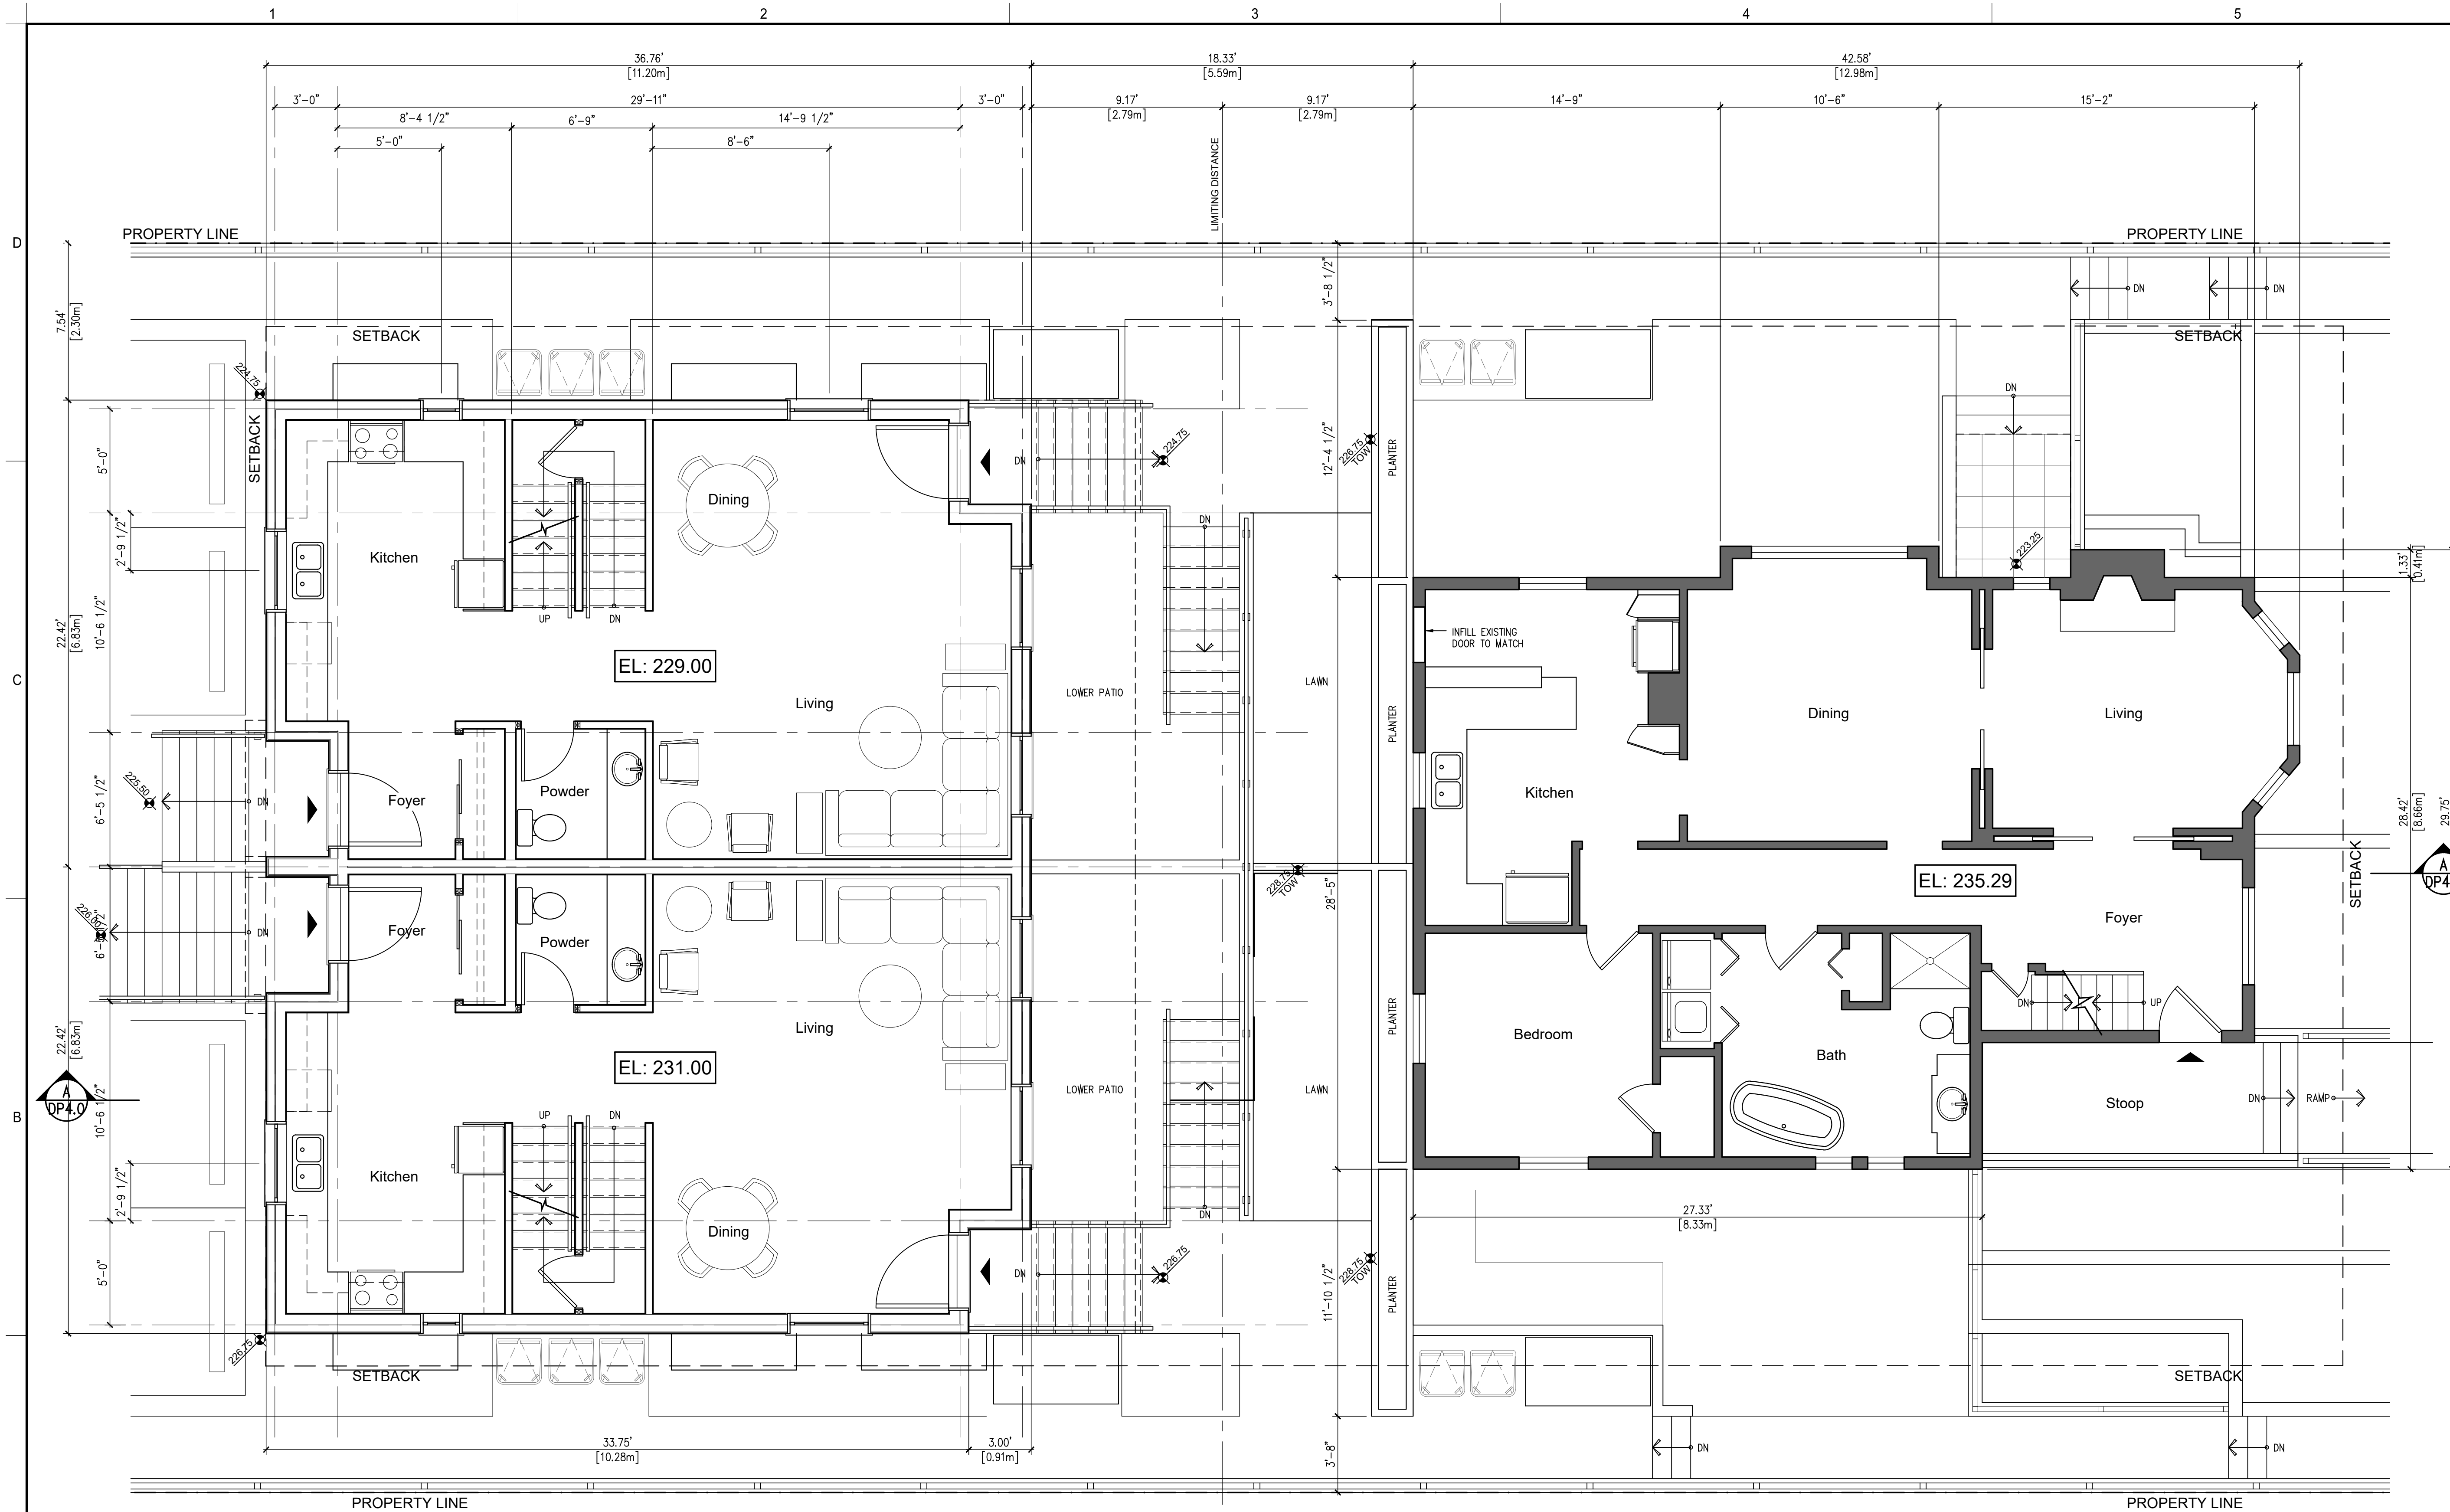 1
2
3
4
5
36.76'
[11.20m]
18.33'
[5.59m]
42.58'
[12.98m]
3'-0"
29'-11"
3'-0"
9.17'
[2.79m]
9.17'
[2.79m]
14'-9"
10'-6"
15'-2"
8'-4 1/2"
6'-9"
14'-9 1/2"
5'-0"
8'-6"
LIMITING DISTANCE
D
PROPERTY LINE
PROPERTY LINE
7.54'
[2.30m]
3'-8 1/2"
DN
DN
SETBACK
SETBACK
224.75
SETBACK
DN
5'-0"
Dining
DN
224.75
12'-4 1/2"
226.75
TOW
PLANTER
2'-9 1/2"
Kitchen
DN
223.25
1.33'
[0.41m]
22.42'
[6.83m]
10'-6 1/2"
UP
DN
INFILL EXISTING
DOOR TO MATCH
EL: 229.00
C
Living
LOWER PATIO
LAWN
PLANTER
Dining
Living
225.50
DN
6'-5 1/2"
Foyer
Powder
Kitchen
28.42'
[8.66m]
29.75'
228.75
TOW
28'-5"
EL: 235.29
SETBACK
A
DP4
226.00
DN
Foyer
Powder
Foyer
Living
PLANTER
DN
UP
Bedroom
Bath
22.42'
[6.83m]
EL: 231.00
A
DP4.0
B
10'-6 1/2"
UP
DN
LOWER PATIO
LAWN
Stoop
DN
RAMP
Kitchen
2'-9 1/2"
Dining
DN
27.33'
[8.33m]
5'-0"
DN
226.75
11'-10 1/2"
228.75
TOW
PLANTER
226.75
SETBACK
SETBACK
33.75'
[10.28m]
3.00'
[0.91m]
3'-8"
DN
DN
PROPERTY LINE
PROPERTY LINE